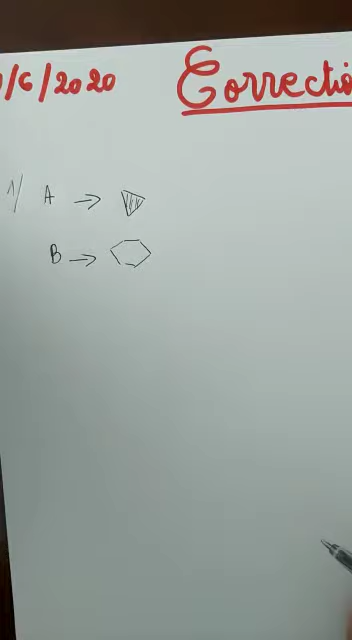 /6/2020 Correctio
1/ A →
B →